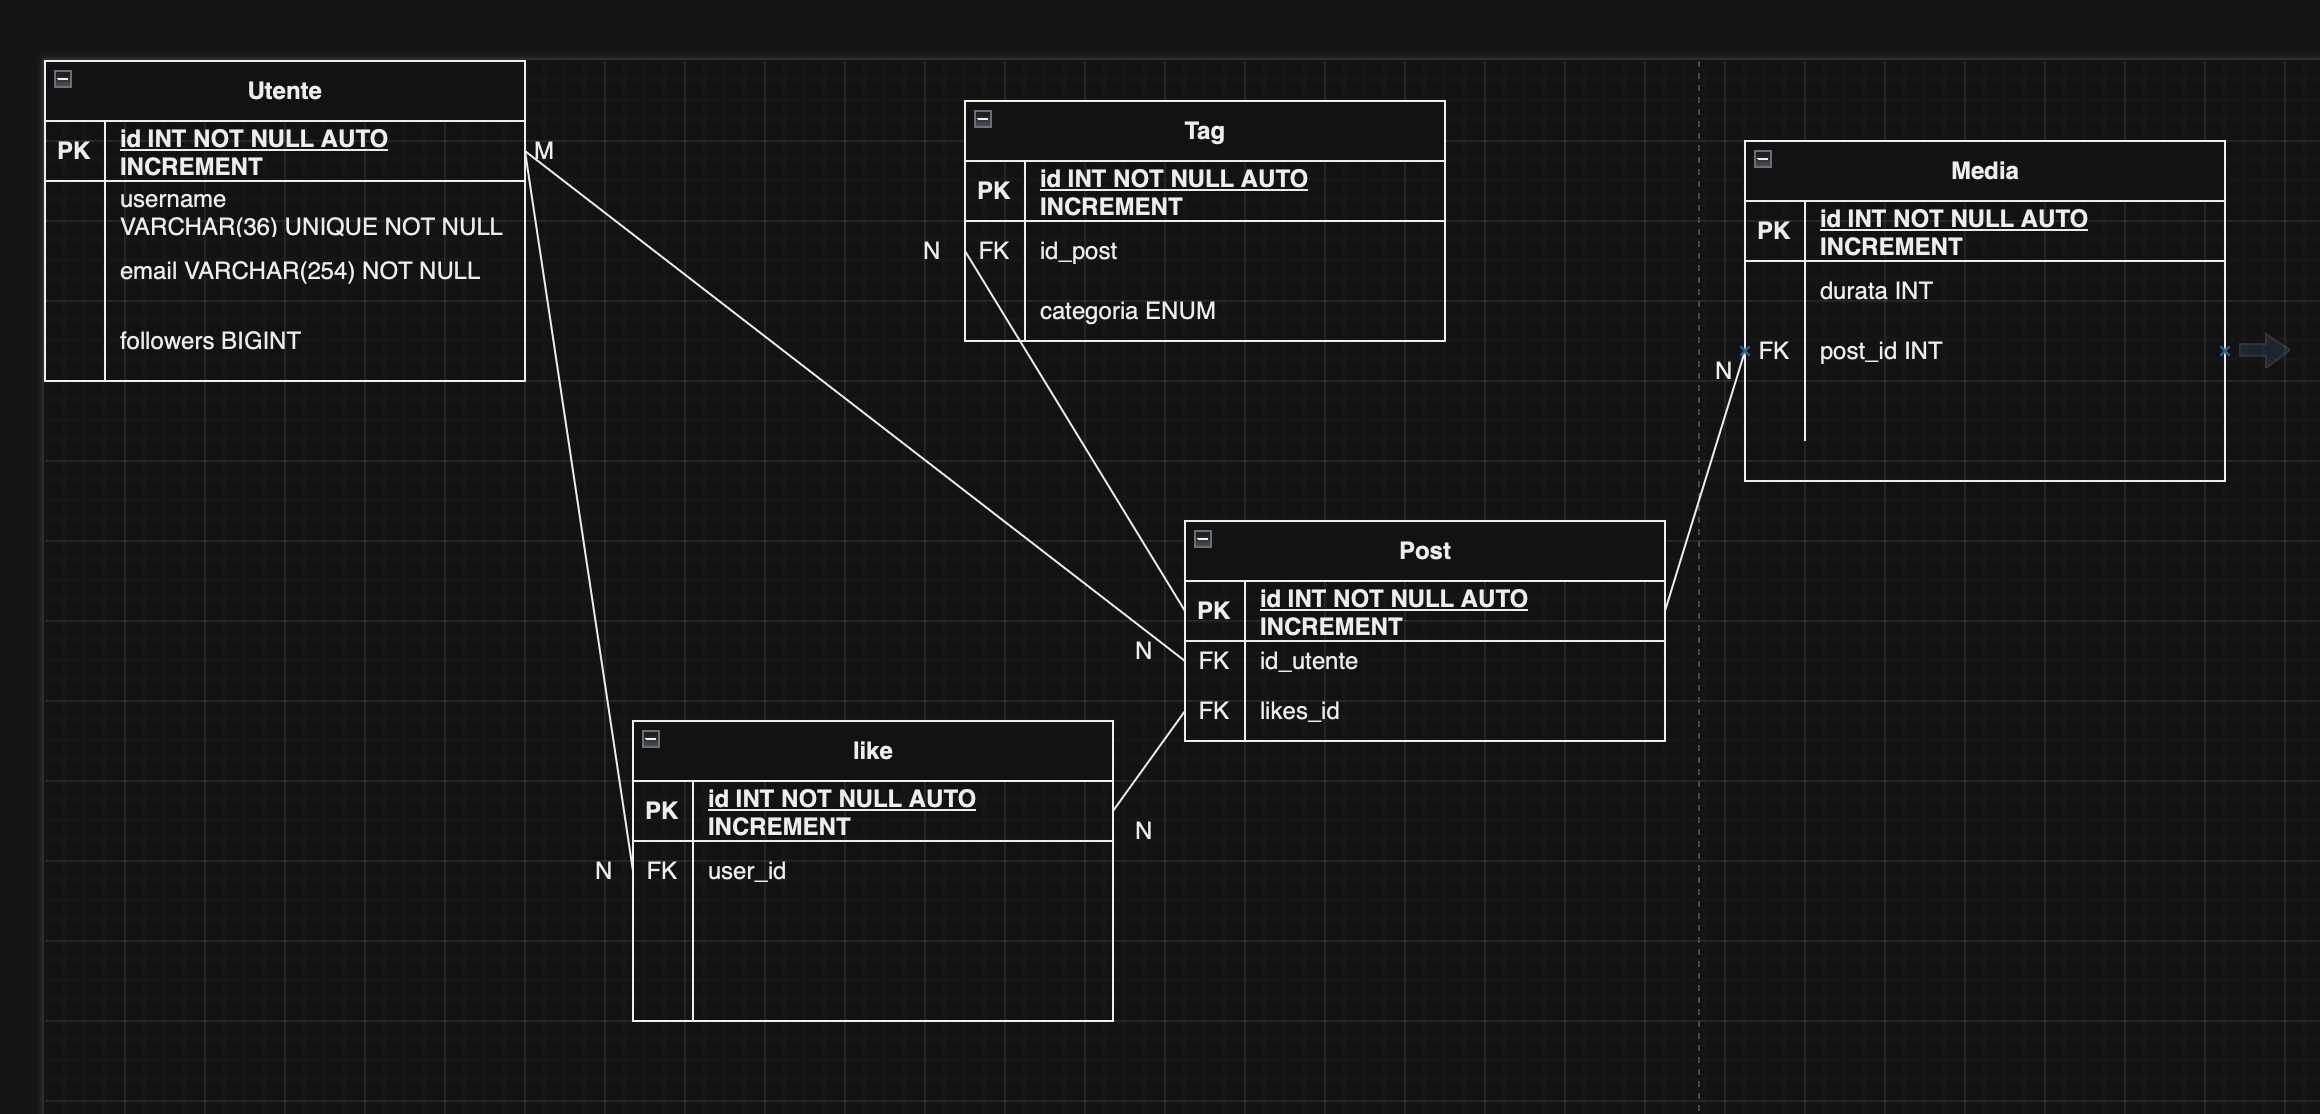 Utente
PK
id INT NOT NULL AUTO
INCREMENT
username
VARCHAR(36) UNIQUE NOT NULL
email VARCHAR(254) NOT NULL
followers BIGINT
M
Tag
PK
id INT NOT NULL AUTO
INCREMENT
N
FK
id_post
categoria ENUM
Media
PK
id INT NOT NULL AUTO
INCREMENT
durata INT
FK
post_id INT
N
Post
PK
id INT NOT NULL AUTO
INCREMENT
N
FK
id_utente
FK
likes_id
like
PK
id INT NOT NULL AUTO
INCREMENT
N
N
FK
user_id